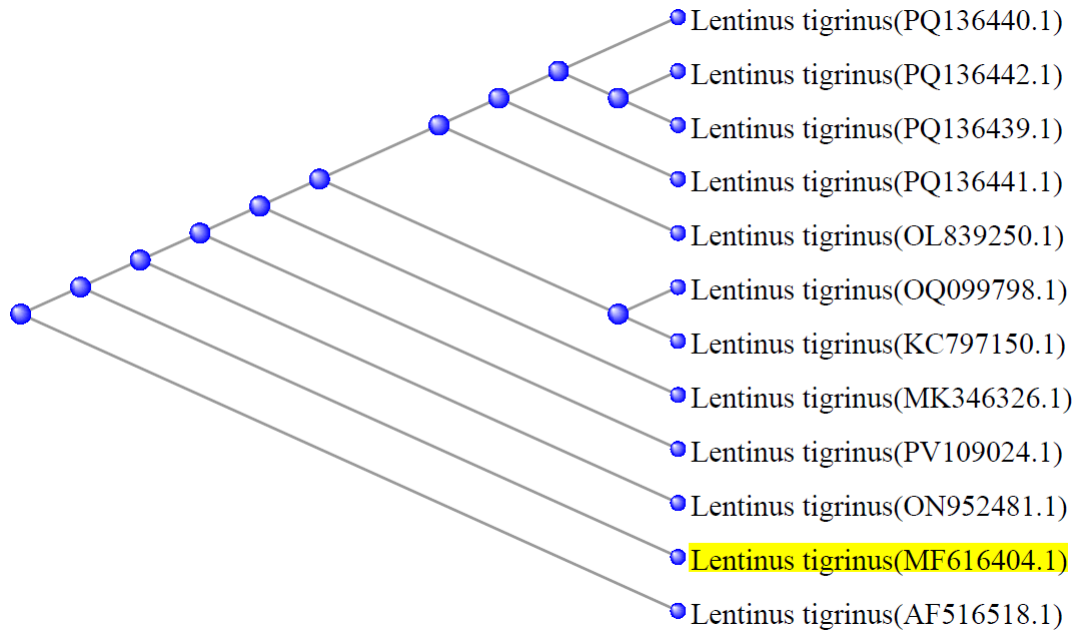 Lentinus tigrinus(PQ136440.1)
Lentinus tigrinus(PQ136442.1)
Lentinus tigrinus(PQ136439.1)
Lentinus tigrinus(PQ136441.1)
Lentinus tigrinus(OL839250.1)
Lentinus tigrinus(OQ099798.1)
Lentinus tigrinus(KC797150.1)
Lentinus tigrinus(MK346326.1)
Lentinus tigrinus(PV109024.1)
Lentinus tigrinus(ON952481.1)
Lentinus tigrinus(MF616404.1)
Lentinus tigrinus(AF516518.1)